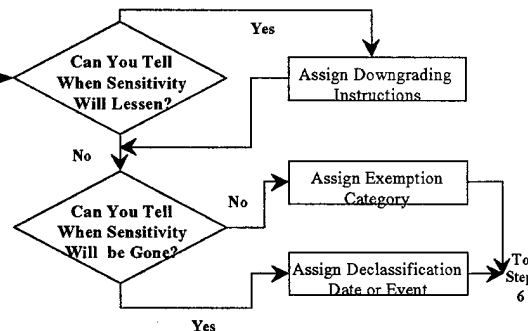 Yes
Can You Tell
When Sensitivity
Will Lessen?
Assign Downgrading
Instructions
No
Can You Tell
When Sensitivity
Will be Gone?
No
Assign Exemption
Category
Assign Declassification
Date or Event
To
Step
6
Yes